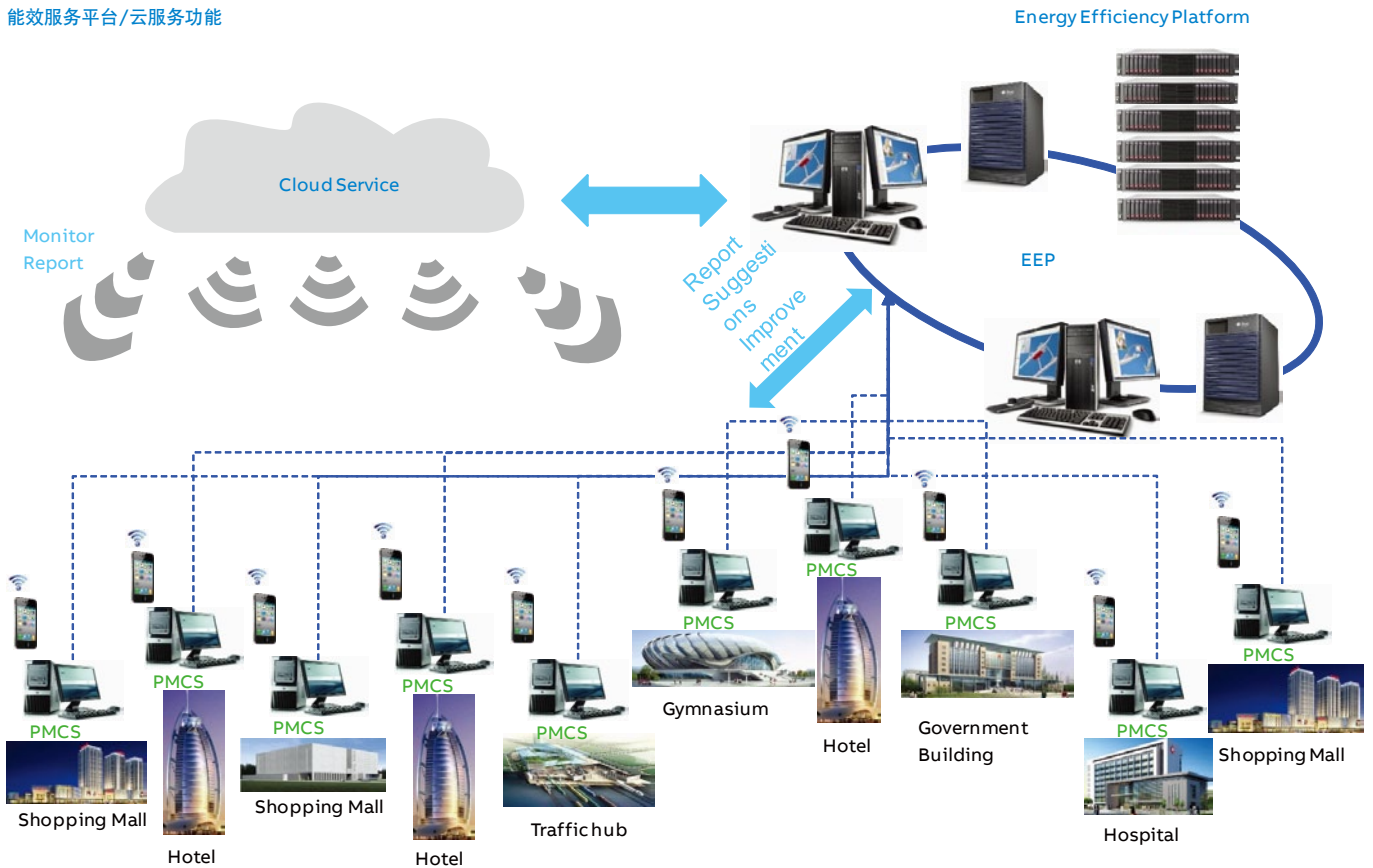 能效服务平台/云服务功能
Energy Efficiency Platform
Cloud Service
Monitor
Report
EEP
Report
Suggesti
ons
Improve
ment
PMCS
PMCS
PMCS
PMCS
PMCS
PMCS
PMCS
PMCS
PMCS
PMCS
Gymnasium
Hotel
Government
Building
Shopping Mall
Shopping Mall
Shopping Mall
Traffic hub
Hospital
Hotel
Hotel